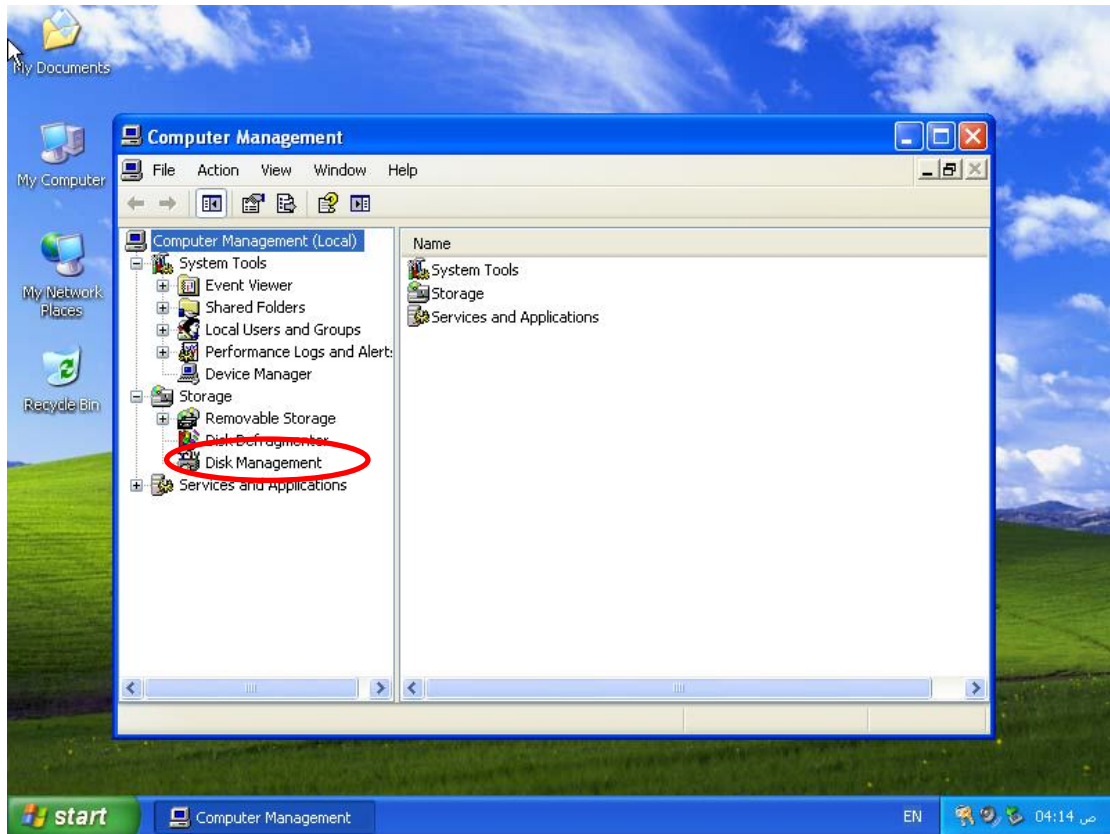 My Documents
My Computer
My Network
Places
Recycle Bin
Computer Management
File Action View Window Help
Computer Management (Local)
System Tools
Event Viewer
Shared Folders
Local Users and Groups
Performance Logs and Alert
Device Manager
Storage
Removable Storage
Disk Defragmenter
Disk Management
Services and Applications
Name
System Tools
Storage
Services and Applications
start
Computer Management
EN
04:14 ص